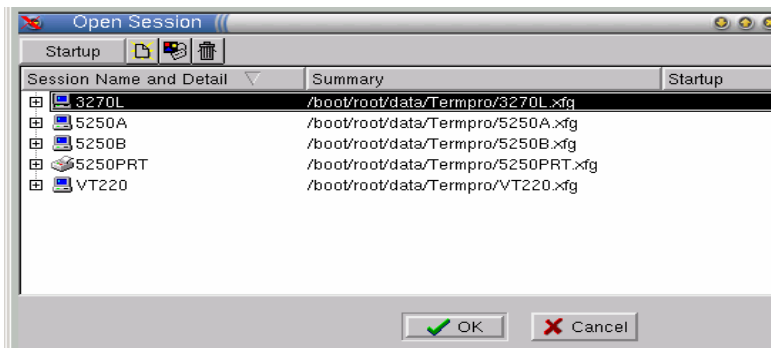 Open Session
Startup
Session Name and Detail Summary Startup
3270L /boot/root/data/Termpro/3270L.xfg
5250A /boot/root/data/Termpro/5250A.xfg
5250B /boot/root/data/Termpro/5250B.xfg
5250PRT /boot/root/data/Termpro/5250PRT.xfg
VT220 /boot/root/data/Termpro/VT220.xfg
OK Cancel